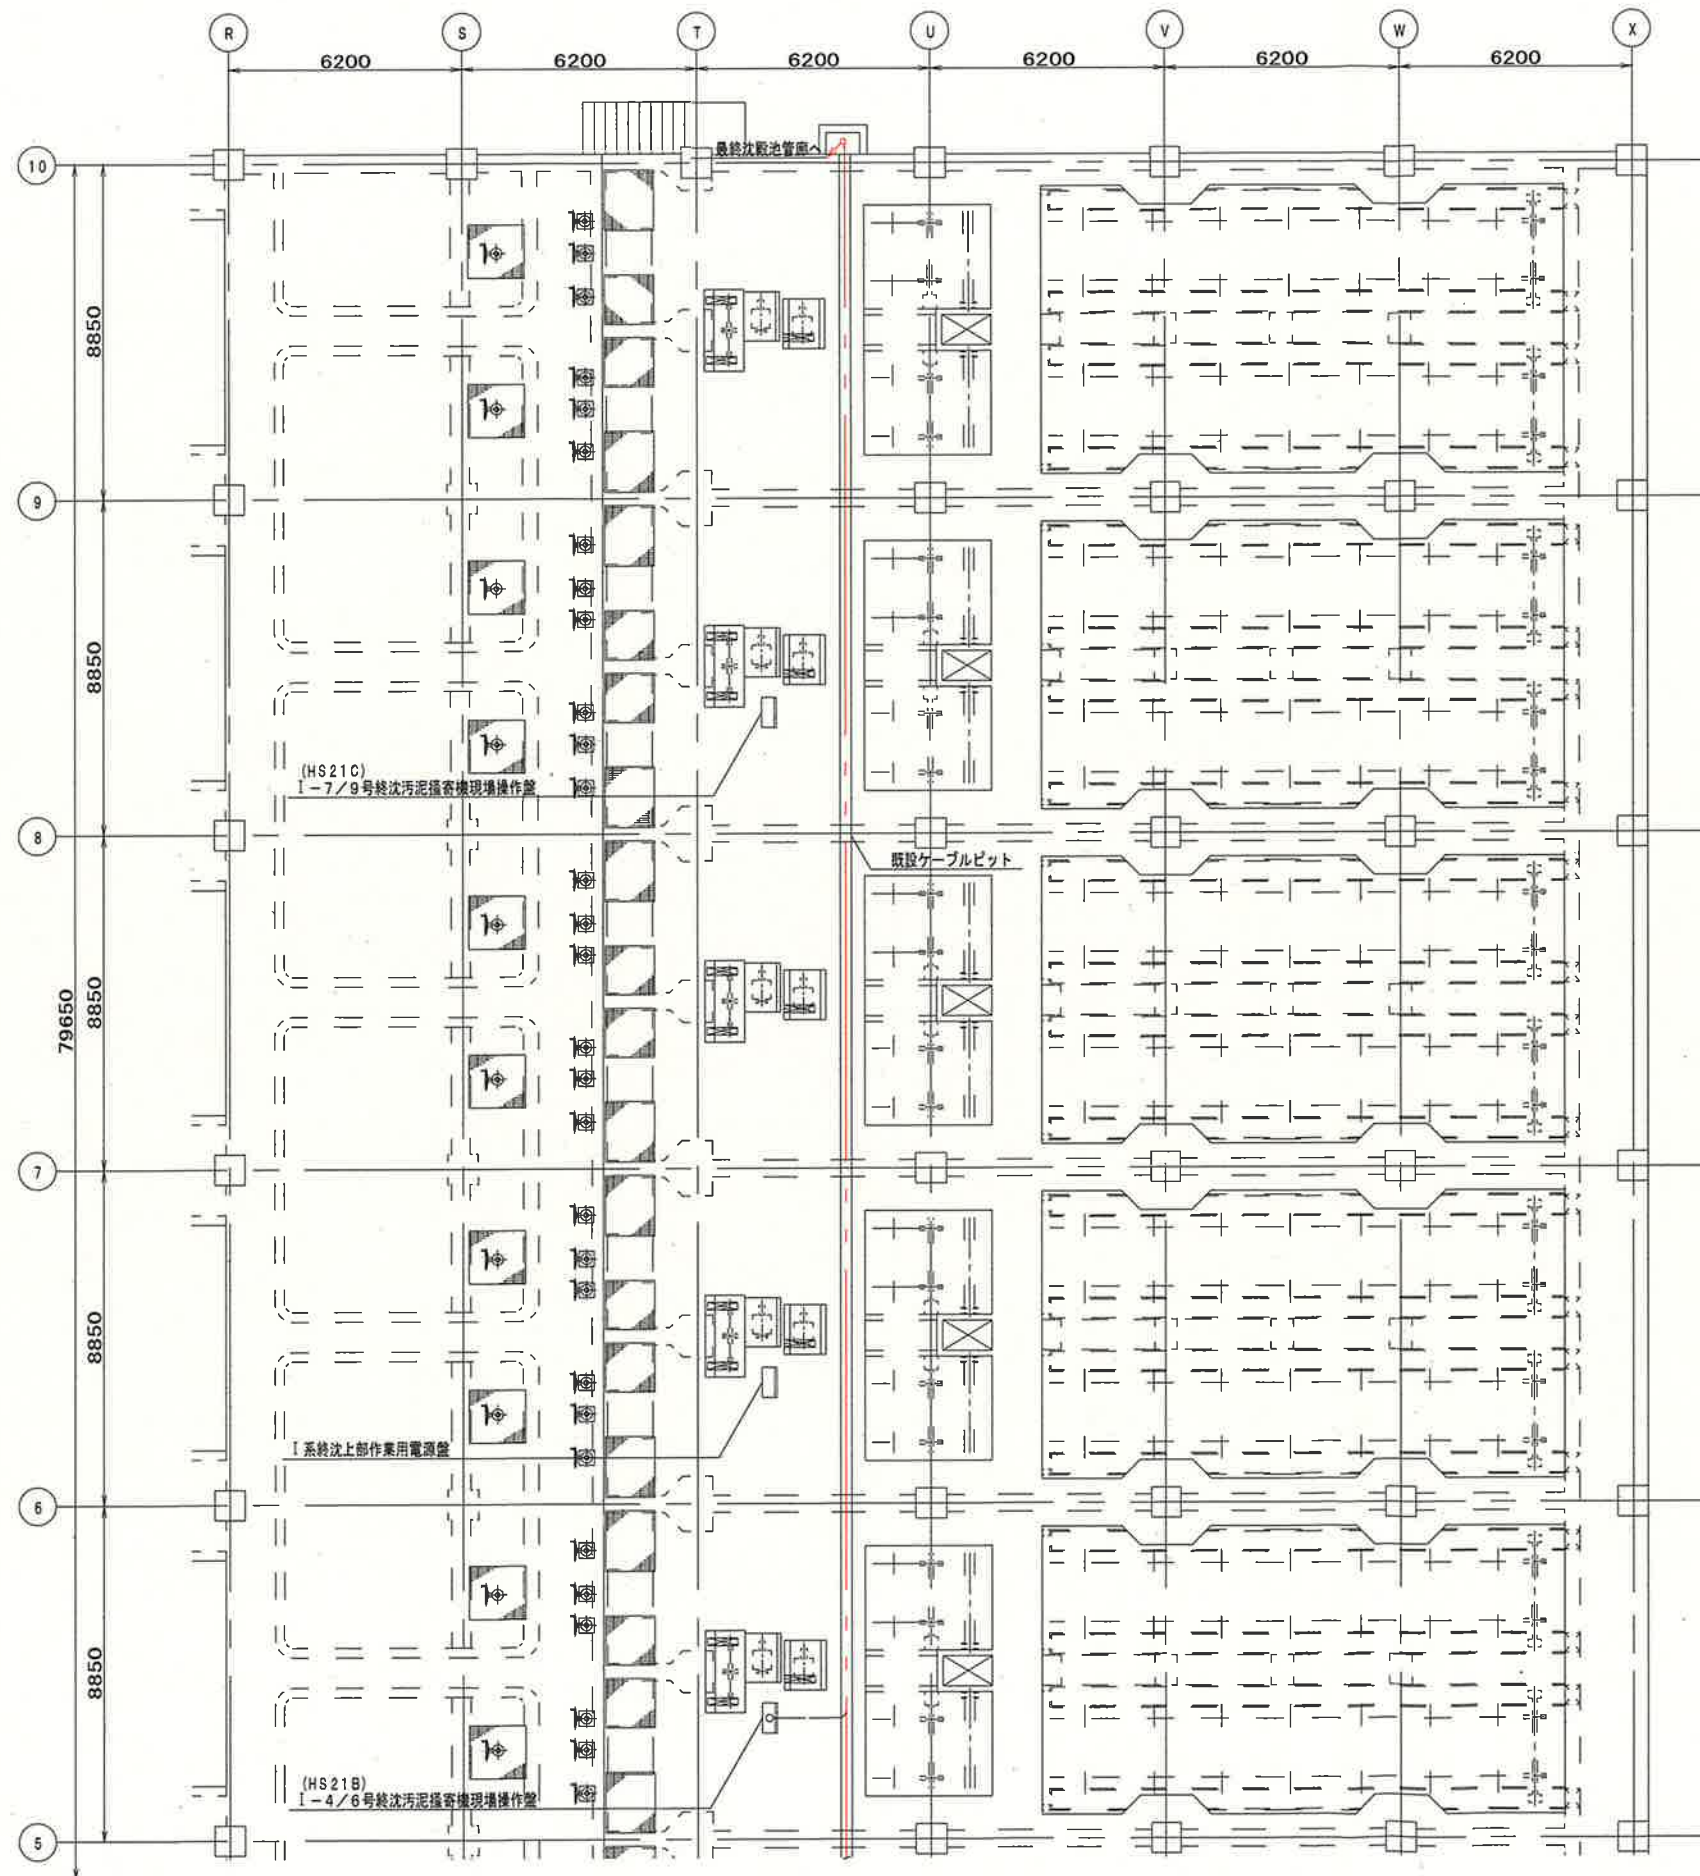 R S T U V W X
6200 6200 6200 6200 6200 6200
最終沈殿池管廊へ
10
8850
9
8850
(HS21C)
Ⅰ-7/9号終沈汚泥掻寄機現場操作盤
8
既設ケーブルピット
79650
8850
7
8850
Ⅰ系終沈上部作業用電源盤
6
8850
(HS21B)
Ⅰ-4/6号終沈汚泥掻寄機現場操作盤
5